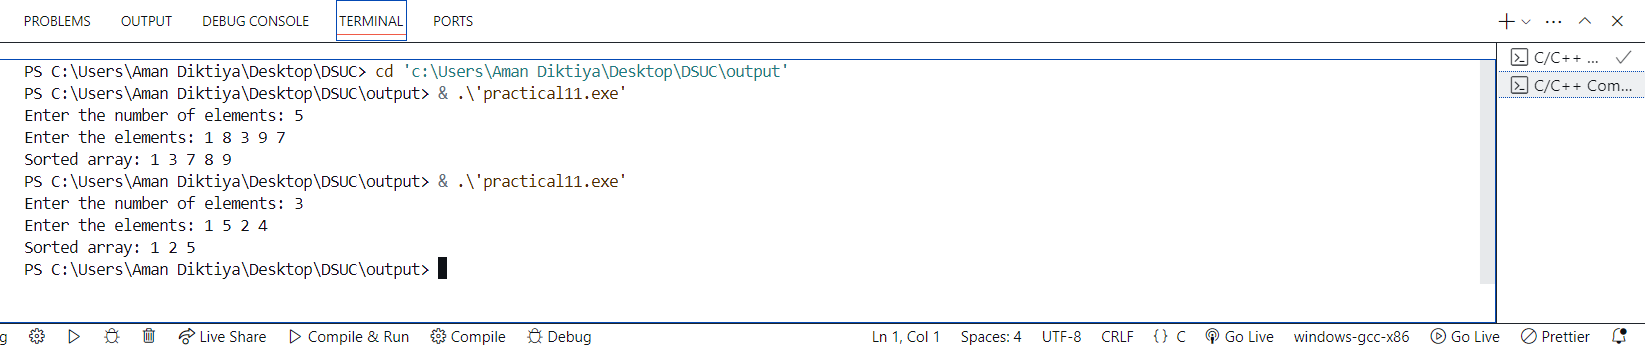 PROBLEMS OUTPUT DEBUG CONSOLE TERMINAL PORTS
PS C:\Users\Aman Diktiya\Desktop\DSUC> cd 'c:\Users\Aman Diktiya\Desktop\DSUC\output'
PS C:\Users\Aman Diktiya\Desktop\DSUC\output> & .\'practical11.exe'
Enter the number of elements: 5
Enter the elements: 1 8 3 9 7
Sorted array: 1 3 7 8 9
PS C:\Users\Aman Diktiya\Desktop\DSUC\output> & .\'practical11.exe'
Enter the number of elements: 3
Enter the elements: 1 5 2 4
Sorted array: 1 2 5
PS C:\Users\Aman Diktiya\Desktop\DSUC\output>
C/C++ ...
C/C++ Com...
g Live Share Compile & Run Compile Debug Ln 1, Col 1 Spaces: 4 UTF-8 CRLF {} C Go Live windows-gcc-x86 Go Live Prettier